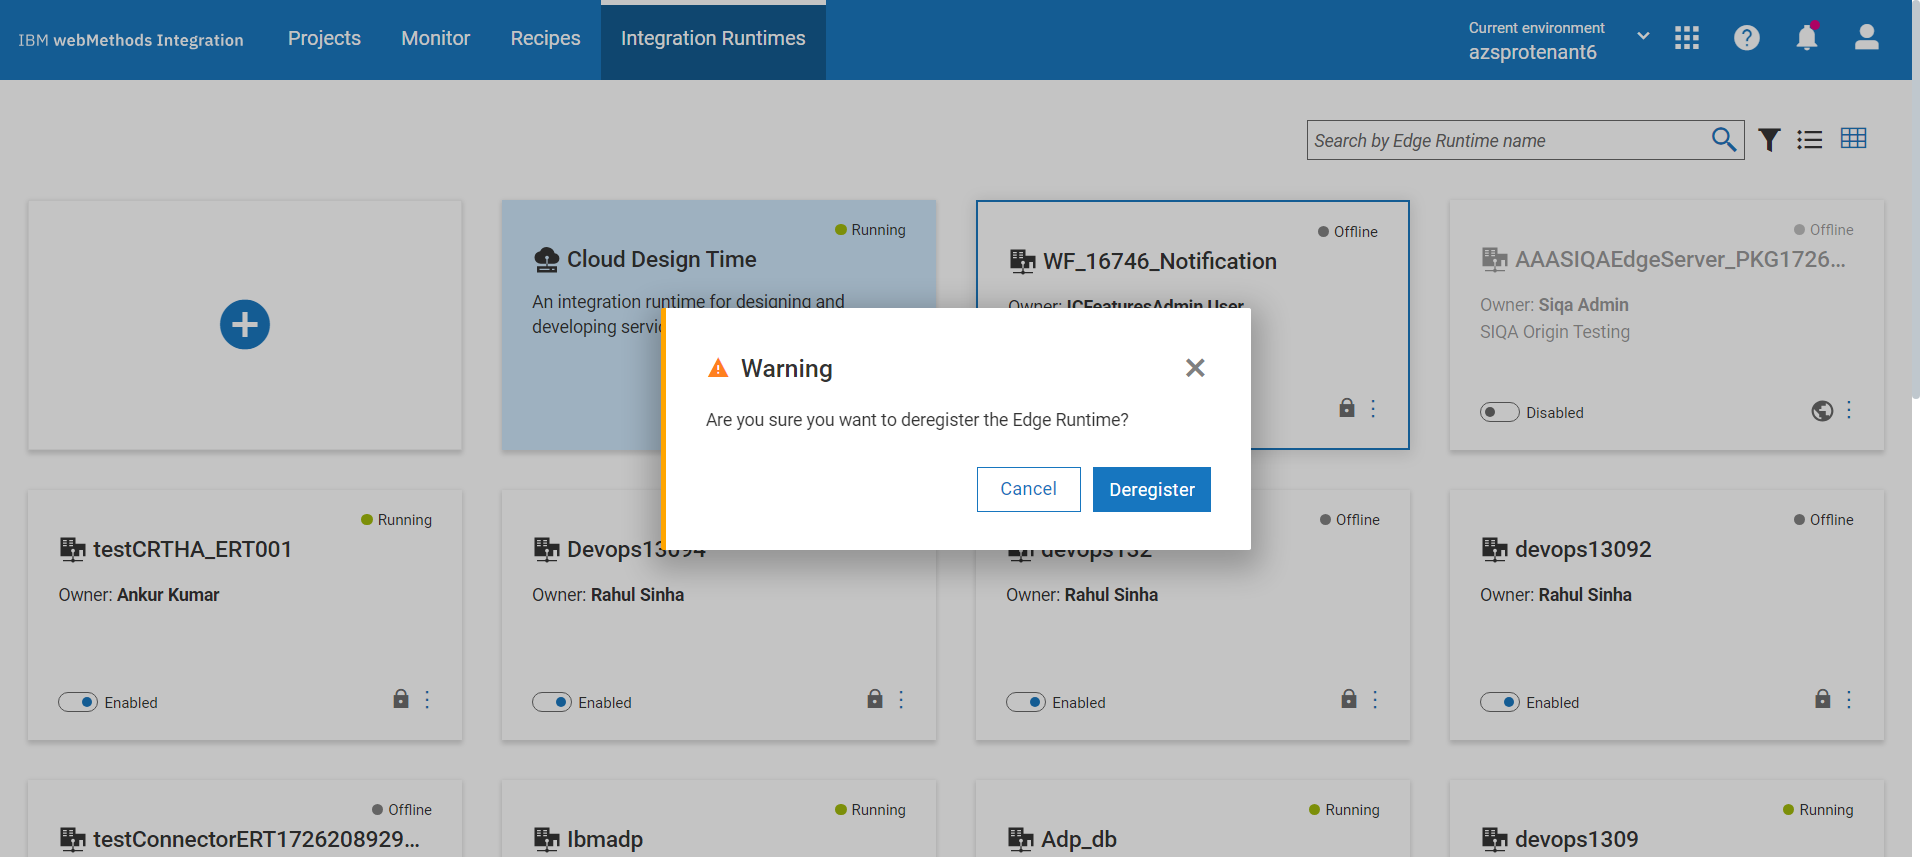 IBM webMethods Integration
Projects
Monitor
Recipes
Integration Runtimes
Current environment
azsprotenant6
Search by Edge Runtime name
Running
Cloud Design Time
An integration runtime for designing and
developing servic
Offline
WF_16746_Notification
Owner: ICFeaturesAdmin User
Offline
AAASIQAEdgeServer_PKG1726...
Owner: Siqa Admin
SIQA Origin Testing
Disabled
Warning
Are you sure you want to deregister the Edge Runtime?
Cancel
Deregister
Running
testCRTHA_ERT001
Owner: Ankur Kumar
Enabled
Devops13094
Owner: Rahul Sinha
Enabled
Offline
devops132
Owner: Rahul Sinha
Enabled
Offline
devops13092
Owner: Rahul Sinha
Enabled
Offline
testConnectorERT1726208929...
Running
Ibmadp
Running
Adp_db
Running
devops1309